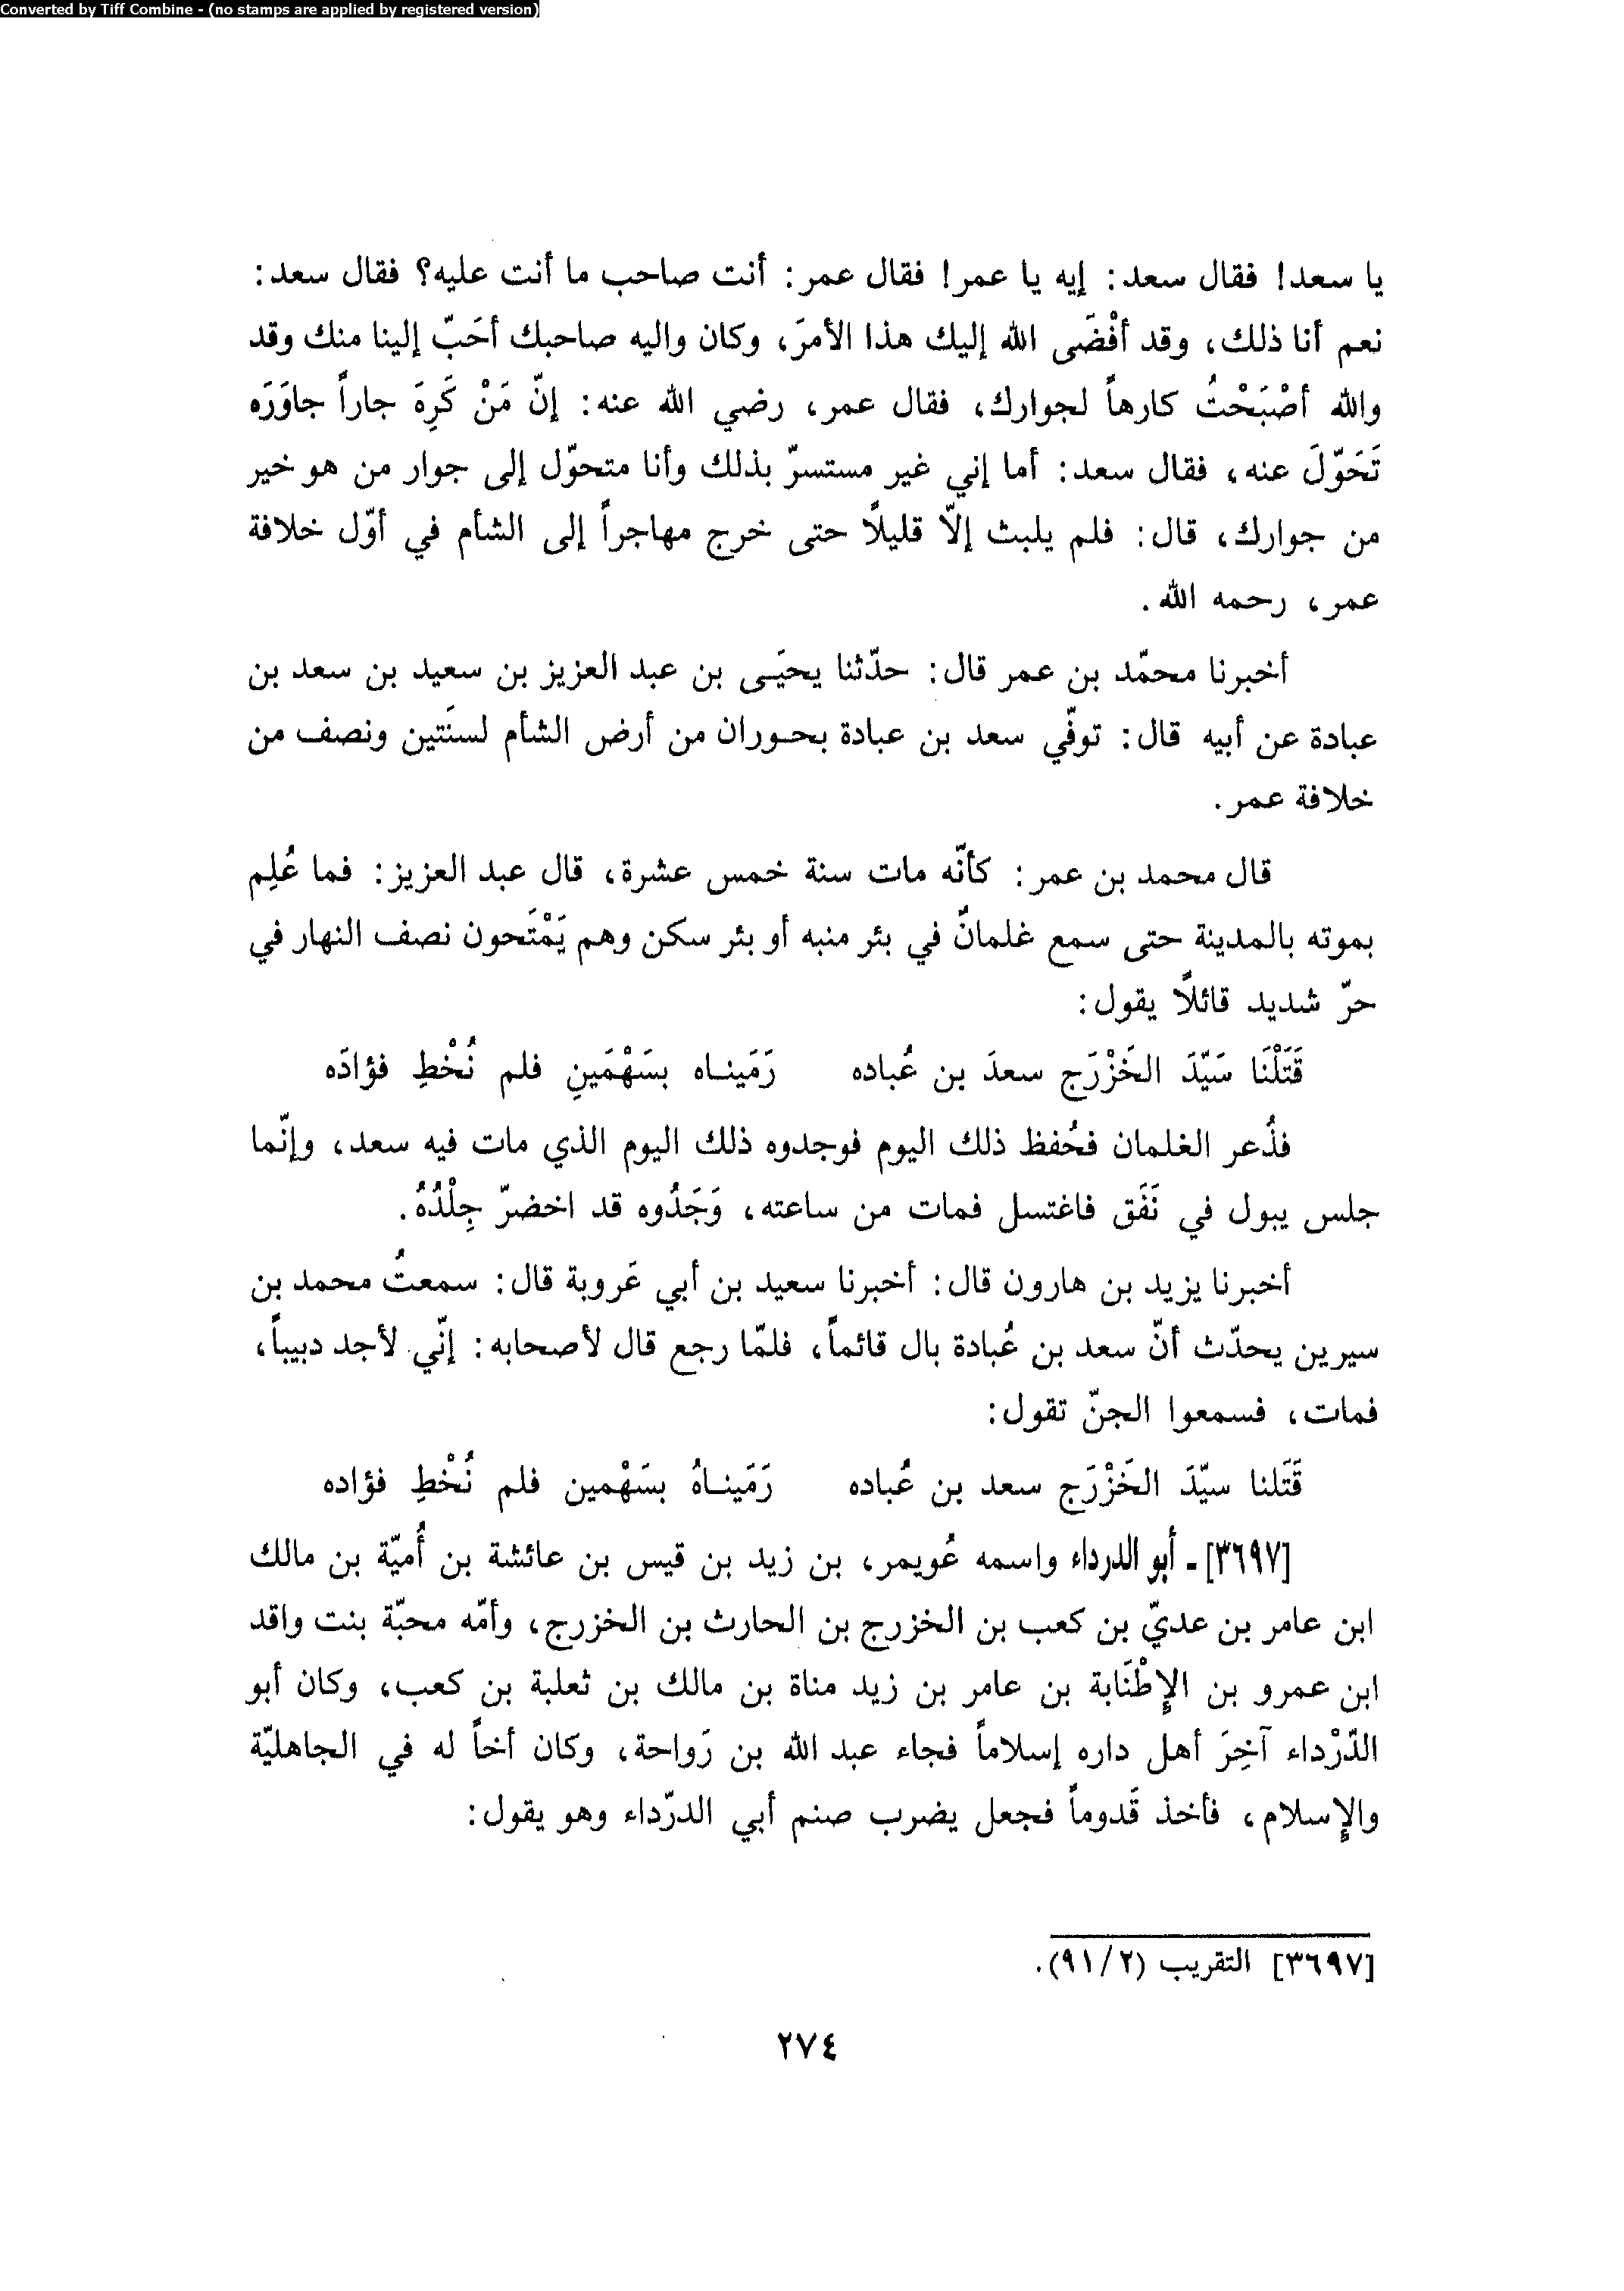 Converted by Tiff Combine - (no stamps are applied by registered version)
يا سعد! فقال سعد: إيه يا عمر! فقال عمر: أنت صاحب ما أنت عليه؟ فقال سعد:
نعم أنا ذلك، وقد أفْضَى الله إليك هذا الأمرَ، وكان واليه صاحبك أحَبّ إلينا منك وقد
والله أصْبَحْتُ كارهاً لجوارك، فقال عمر، رضي الله عنه: إنّ مَنْ كَرِهَ جاراً جاوَرَه
تَحَوّلَ عنه، فقال سعد: أما إني غير مستسرّ بذلك وأنا متحوّل إلى جوار من هو خير
من جوارك، قال: فلم يلبث إلاّ قليلاً حتى خرج مهاجراً إلى الشأم في أوّل خلافة
عمر، رحمه الله.
أخبرنا محمّد بن عمر قال: حدّثنا يحيَى بن عبد العزيز بن سعيد بن سعد بن
عبادة عن أبيه قال: توفّي سعد بن عبادة بحوران من أرض الشأم لسنَتين ونصف من
خلافة عمر.
قال محمد بن عمر: كأنّه مات سنة خمس عشرة، قال عبد العزيز: فما عُلِم
بموته بالمدينة حتى سمع غلمانٌ في بئر منبه أو بئر سكن وهم يَمْتَحون نصف النهار في
حرّ شديد قائلاً يقول:
قَتَلْنَا سَيّدَ الخَزْرَج سعدَ بن عُباده رَمَيناه بسَهْمَينِ فلم نُخْطِ فؤادَه
فذُعر الغلمان فحُفظ ذلك اليوم فوجدوه ذلك اليوم الذي مات فيه سعد، وإنّما
جلس يبول في نَفَق فاغتسل فمات من ساعته، وَجَدُوه قد اخضرّ جِلْدُهُ.
أخبرنا يزيد بن هارون قال: أخبرنا سعيد بن أبي عَروبة قال: سمعتُ محمد بن
سيرين يحدّث أنّ سعد بن عُبادة بال قائماً، فلمّا رجع قال لأصحابه: إنّي لأجد دبيباً،
فمات، فسمعوا الجنّ تقول:
قَتَلنا سيّدَ الخَزْرَج سعد بن عُباده رَمَيناهُ بسَهْمين فلم نُخْطِ فؤاده
[٣٦٩٧] ـ أبو الدرداء واسمه عُويمر، بن زيد بن قيس بن عائشة بن أُميّة بن مالك
ابن عامر بن عديّ بن كعب بن الخزرج بن الحارث بن الخزرج، وأمّه محبّة بنت واقد
ابن عمرو بن الإِطْنَابة بن عامر بن زيد مناة بن مالك بن ثعلبة بن كعب، وكان أبو
الدّرْداء آخِرَ أهل داره إسلاماً فجاء عبد الله بن رَواحة، وكان أخاً له في الجاهليّة
والإِسلام، فأخذ قَدوماً فجعل يضرب صنم أبي الدرّداء وهو يقول:
[٣٦٩٧] التقريب (٢/ ٩١).
٢٧٤